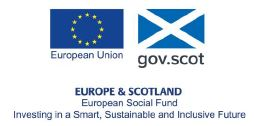 European Union
gov.scot
EUROPE & SCOTLAND
European Social Fund
Investing in a Smart, Sustainable and Inclusive Future